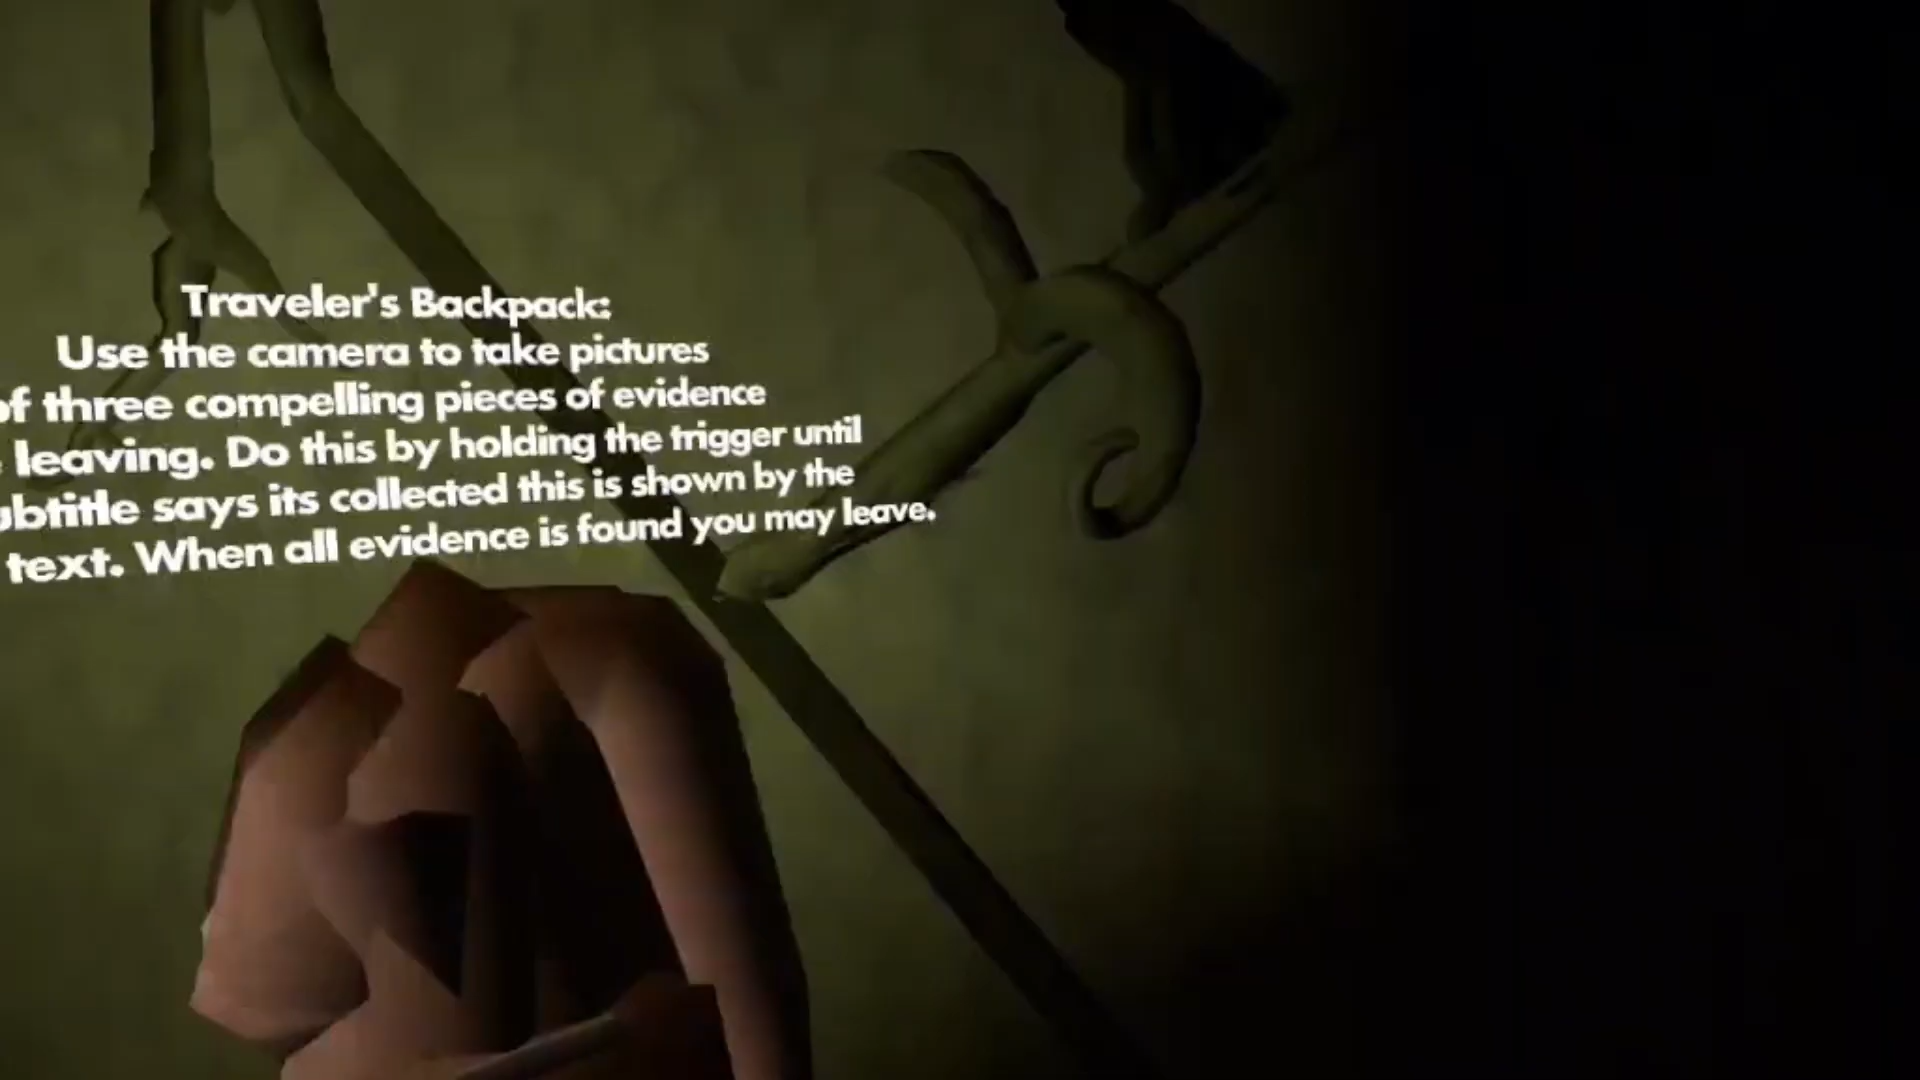 Traveler's Backpack:
Use the camera to take pictures
of three compelling pieces of evidence
leaving. Do this by holding the trigger until
says its collected this is shown by the
text. When all evidence is found you may leave.